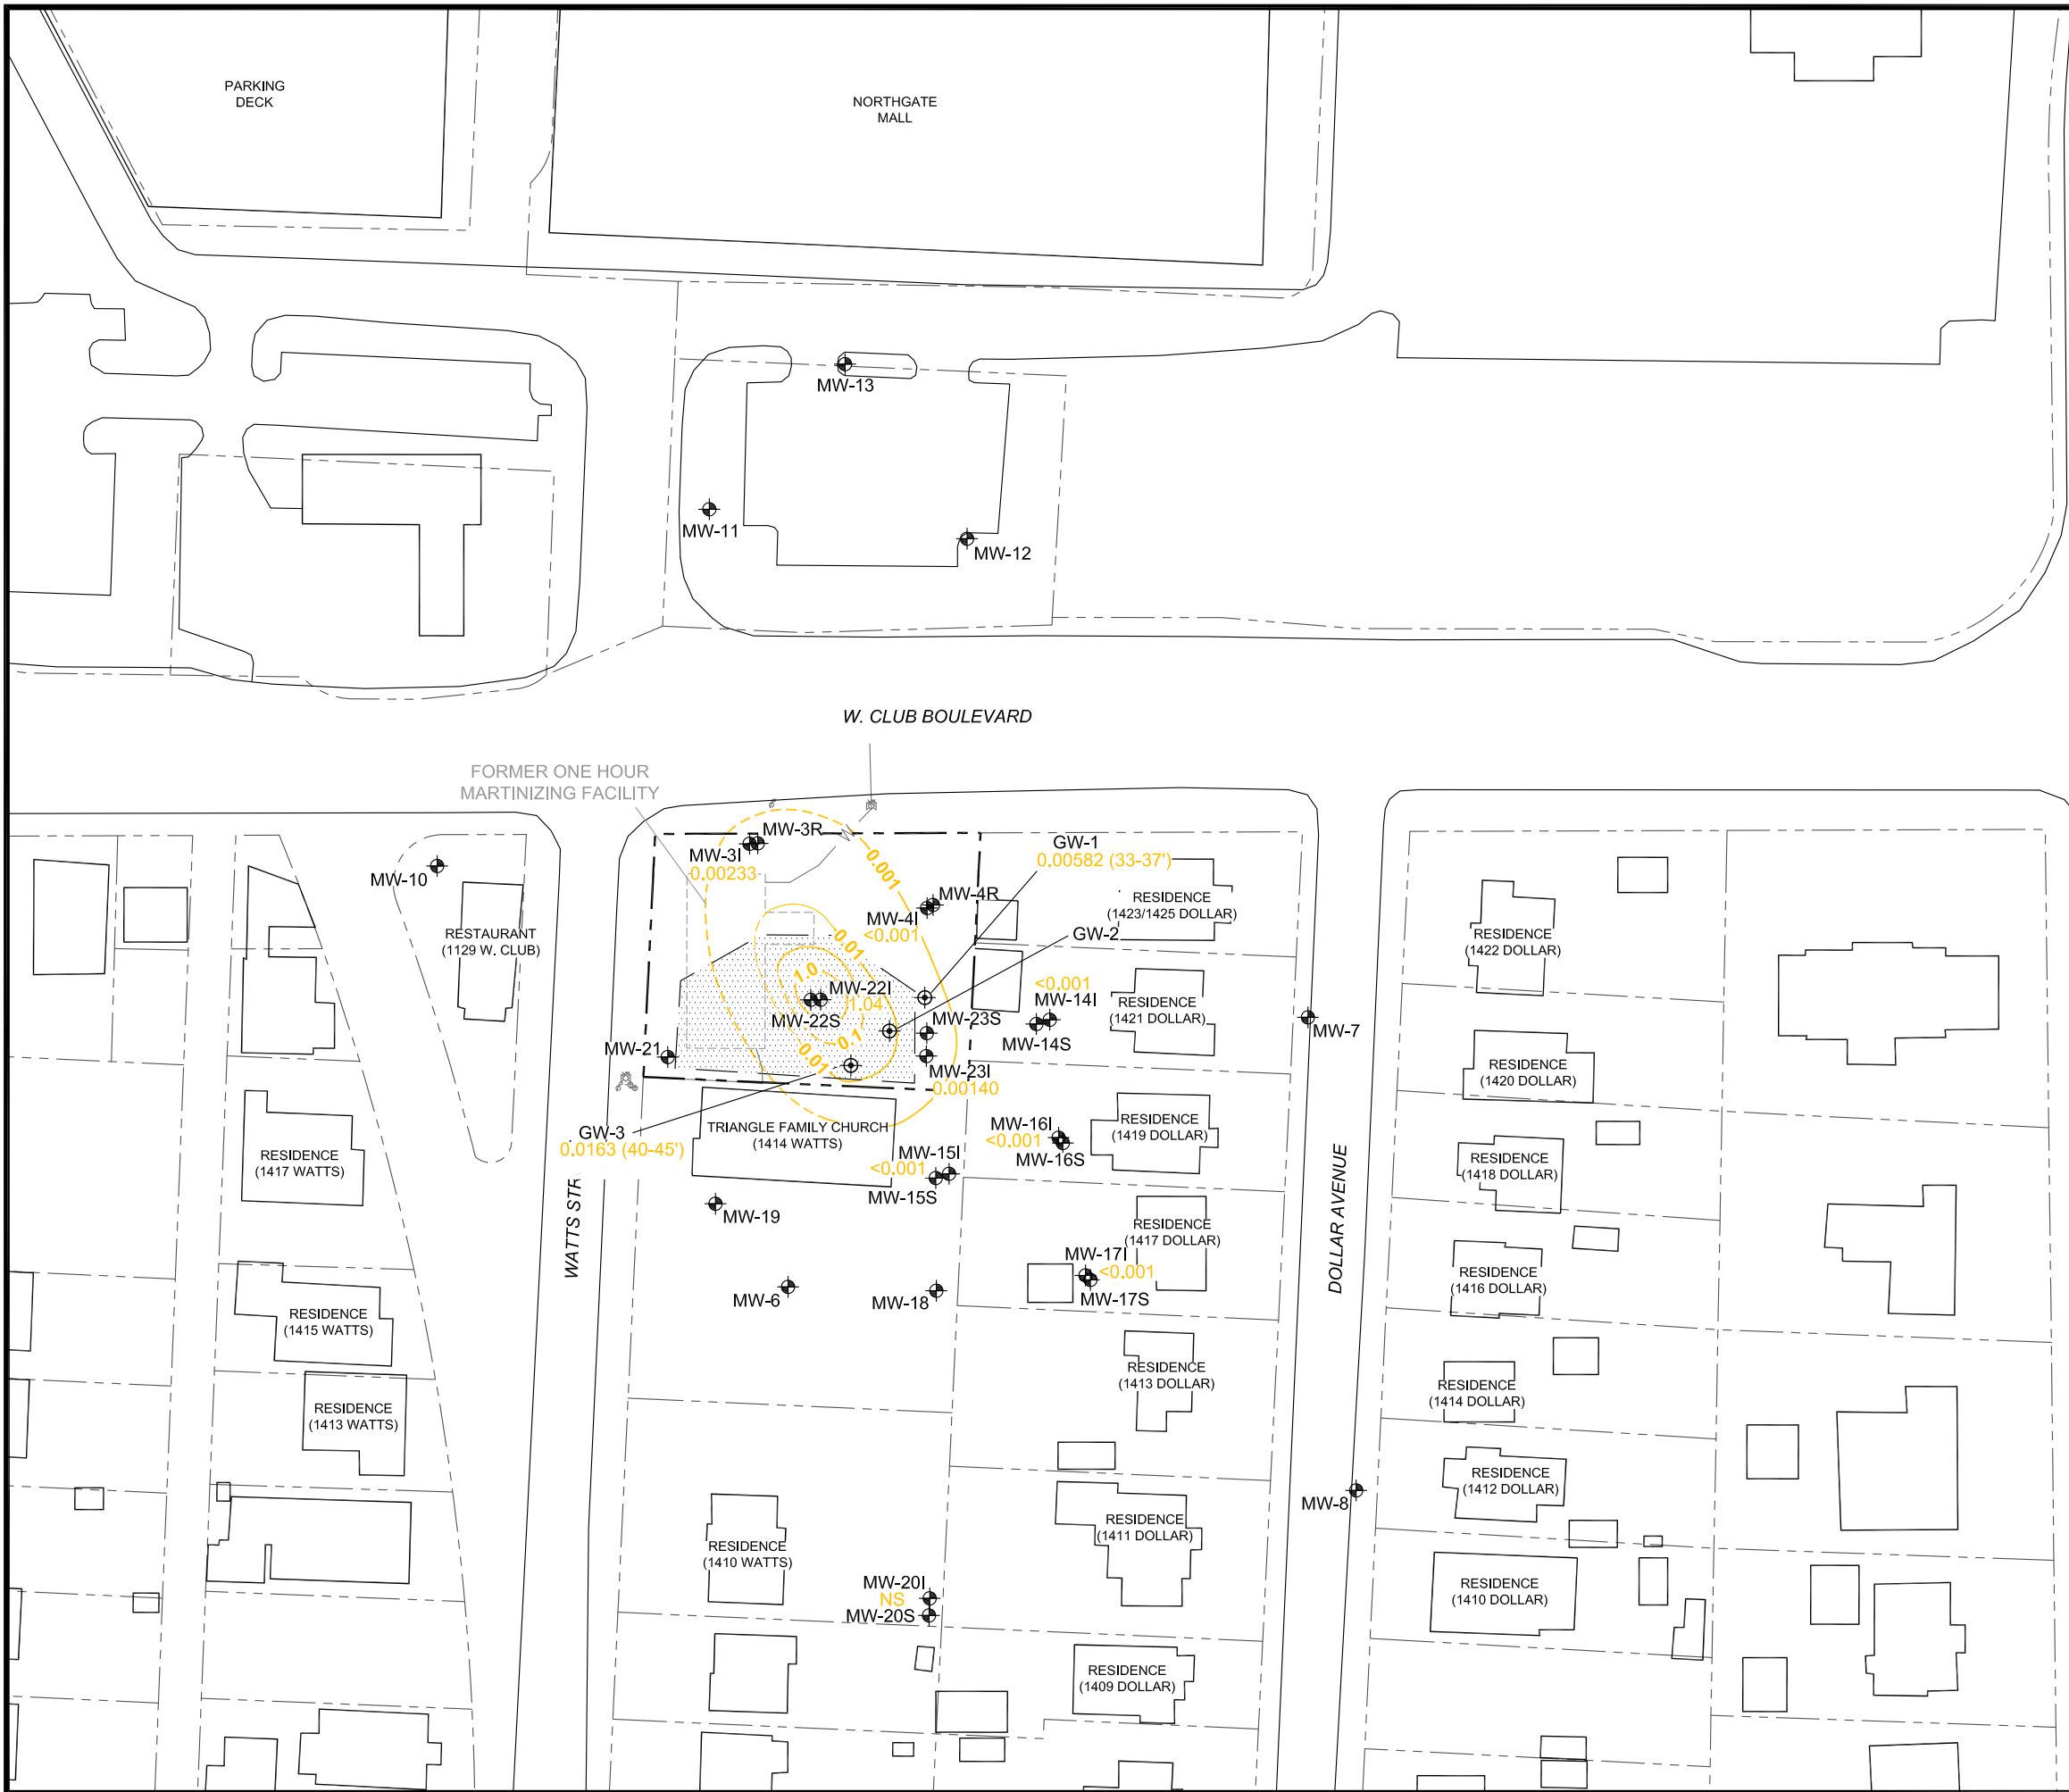 PARKING
DECK
NORTHGATE
MALL
MW-13
MW-11
MW-12
W. CLUB BOULEVARD
FORMER ONE HOUR
MARTINIZING FACILITY
MW-3R
MW-3I
0.00233
0.001
GW-1
0.00582 (33-37')
MW-10
RESTAURANT
(1129 W. CLUB)
MW-4R
MW-4I
<0.001
RESIDENCE
(1423/1425 DOLLAR)
GW-2
0.01
RESIDENCE
(1422 DOLLAR)
1.0
MW-22I
1.04
MW-22S
<0.001
MW-14I
MW-14S
RESIDENCE
(1421 DOLLAR)
MW-23S
MW-7
0.1
0.01
MW-21
MW-23I
0.00140
RESIDENCE
(1420 DOLLAR)
GW-3
0.0163 (40-45')
TRIANGLE FAMILY CHURCH
(1414 WATTS)
MW-16I
<0.001
MW-16S
RESIDENCE
(1419 DOLLAR)
RESIDENCE
(1417 WATTS)
MW-15I
<0.001
MW-15S
RESIDENCE
(1418 DOLLAR)
WATTS STR
MW-19
RESIDENCE
(1417 DOLLAR)
DOLLAR AVENUE
MW-17I
<0.001
MW-17S
MW-6
MW-18
RESIDENCE
(1416 DOLLAR)
RESIDENCE
(1415 WATTS)
RESIDENCE
(1413 DOLLAR)
RESIDENCE
(1414 DOLLAR)
RESIDENCE
(1413 WATTS)
RESIDENCE
(1412 DOLLAR)
MW-8
RESIDENCE
(1411 DOLLAR)
RESIDENCE
(1410 WATTS)
MW-20I
NS
MW-20S
RESIDENCE
(1410 DOLLAR)
RESIDENCE
(1409 DOLLAR)